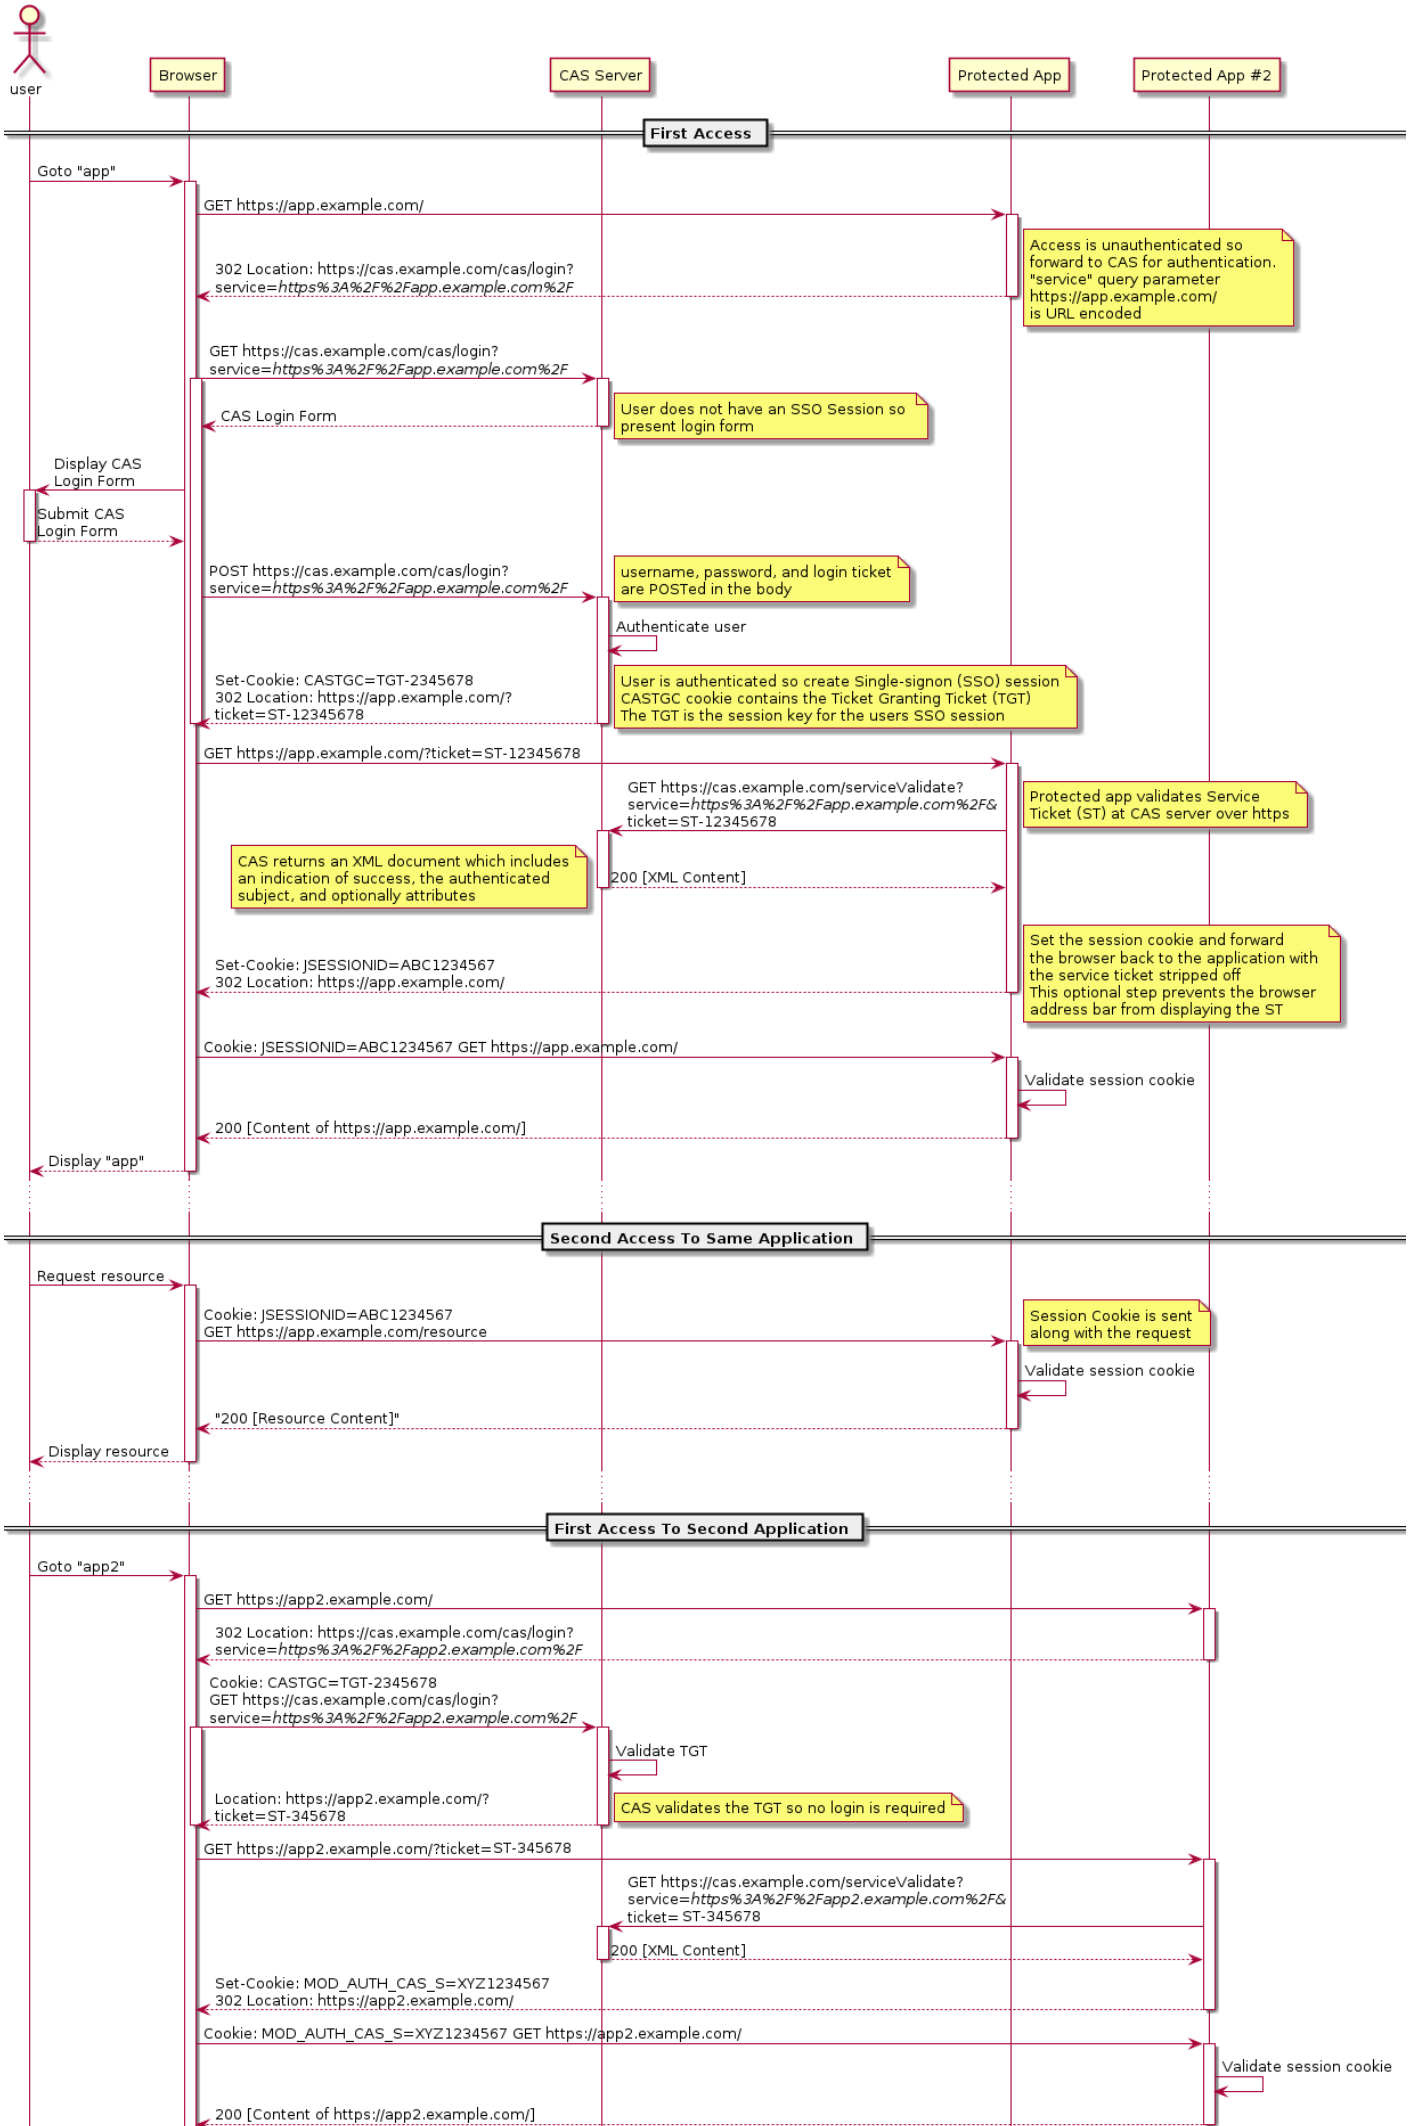 user
Browser
CAS Server
Protected App
Protected App #2
First Access
Goto "app"
GET https://app.example.com/
Access is unauthenticated so
forward to CAS for authentication.
"service" query parameter
https://app.example.com/
is URL encoded
302 Location: https://cas.example.com/cas/login?
service=https%3A%2F%2Fapp.example.com%2F
GET https://cas.example.com/cas/login?
service=https%3A%2F%2Fapp.example.com%2F
User does not have an SSO Session so
present login form
CAS Login Form
Display CAS
Login Form
Submit CAS
Login Form
POST https://cas.example.com/cas/login?
service=https%3A%2F%2Fapp.example.com%2F
username, password, and login ticket
are POSTed in the body
Authenticate user
Set-Cookie: CASTGC=TGT-2345678
302 Location: https://app.example.com/?
ticket=ST-12345678
User is authenticated so create Single-signon (SSO) session
CASTGC cookie contains the Ticket Granting Ticket (TGT)
The TGT is the session key for the users SSO session
GET https://app.example.com/?ticket=ST-12345678
GET https://cas.example.com/serviceValidate?
service=https%3A%2F%2Fapp.example.com%2F&
ticket=ST-12345678
Protected app validates Service
Ticket (ST) at CAS server over https
CAS returns an XML document which includes
an indication of success, the authenticated
subject, and optionally attributes
200 [XML Content]
Set the session cookie and forward
the browser back to the application with
the service ticket stripped off
This optional step prevents the browser
address bar from displaying the ST
Set-Cookie: JSESSIONID=ABC1234567
302 Location: https://app.example.com/
Cookie: JSESSIONID=ABC1234567 GET https://app.example.com/
Validate session cookie
200 [Content of https://app.example.com/]
Display "app"
Second Access To Same Application
Request resource
Cookie: JSESSIONID=ABC1234567
GET https://app.example.com/resource
Session Cookie is sent
along with the request
Validate session cookie
"200 [Resource Content]"
Display resource
First Access To Second Application
Goto "app2"
GET https://app2.example.com/
302 Location: https://cas.example.com/cas/login?
service=https%3A%2F%2Fapp2.example.com%2F
Cookie: CASTGC=TGT-2345678
GET https://cas.example.com/cas/login?
service=https%3A%2F%2Fapp2.example.com%2F
Validate TGT
Location: https://app2.example.com/?
ticket=ST-345678
CAS validates the TGT so no login is required
GET https://app2.example.com/?ticket=ST-345678
GET https://cas.example.com/serviceValidate?
service=https%3A%2F%2Fapp2.example.com%2F&
ticket= ST-345678
200 [XML Content]
Set-Cookie: MOD_AUTH_CAS_S=XYZ1234567
302 Location: https://app2.example.com/
Cookie: MOD_AUTH_CAS_S=XYZ1234567 GET https://app2.example.com/
Validate session cookie
200 [Content of https://app2.example.com/]